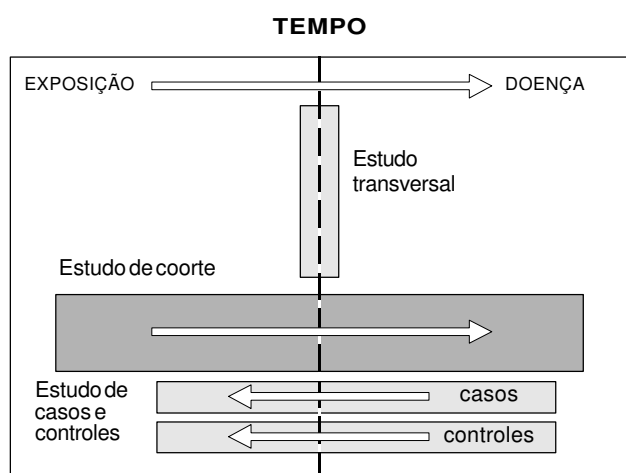 TEMPO
EXPOSIÇÃO
DOENÇA
Estudo
transversal
Estudo de coorte
Estudo de
casos e
controles
casos
controles